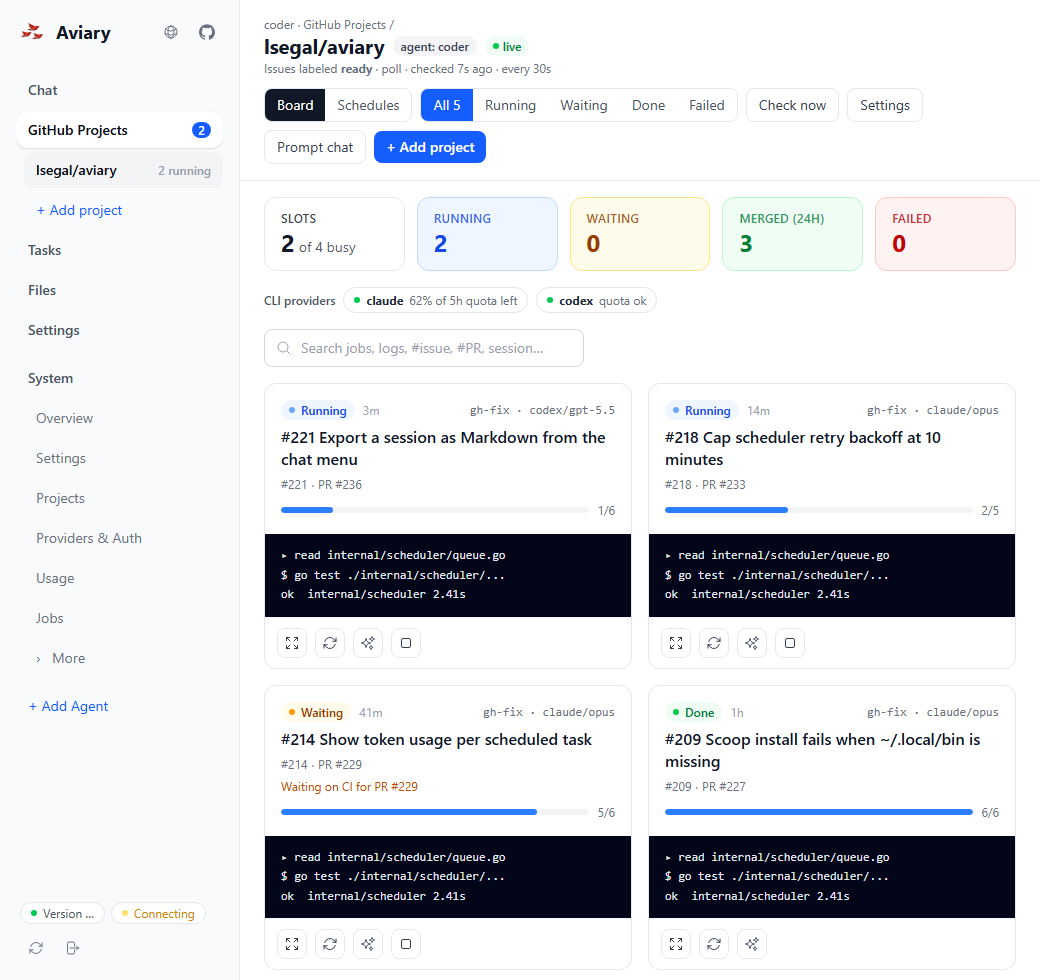 Aviary
Chat
GitHub Projects 2
lsegal/aviary 2 running
+ Add project
Tasks
Files
Settings
System
Overview
Settings
Projects
Providers & Auth
Usage
Jobs
› More
+ Add Agent
Version ...
Connecting
coder · GitHub Projects /
lsegal/aviary agent: coder live
Issues labeled ready · poll · checked 7s ago · every 30s
Board Schedules All 5 Running Waiting Done Failed Check now Settings
Prompt chat + Add project
SLOTS
2 of 4 busy
RUNNING
2
WAITING
0
MERGED (24H)
3
FAILED
0
CLI providers claude 62% of 5h quota left codex quota ok
Search jobs, logs, #issue, #PR, session...
Running 3m gh-fix · codex/gpt-5.5
#221 Export a session as Markdown from the
chat menu
#221 · PR #236
1/6
▸ read internal/scheduler/queue.go
$ go test ./internal/scheduler/...
ok internal/scheduler 2.41s
Running 14m gh-fix · claude/opus
#218 Cap scheduler retry backoff at 10
minutes
#218 · PR #233
2/5
▸ read internal/scheduler/queue.go
$ go test ./internal/scheduler/...
ok internal/scheduler 2.41s
Waiting 41m gh-fix · claude/opus
#214 Show token usage per scheduled task
#214 · PR #229
Waiting on CI for PR #229
5/6
▸ read internal/scheduler/queue.go
$ go test ./internal/scheduler/...
ok internal/scheduler 2.41s
Done 1h gh-fix · claude/opus
#209 Scoop install fails when ~/.local/bin is
missing
#209 · PR #227
6/6
▸ read internal/scheduler/queue.go
$ go test ./internal/scheduler/...
ok internal/scheduler 2.41s